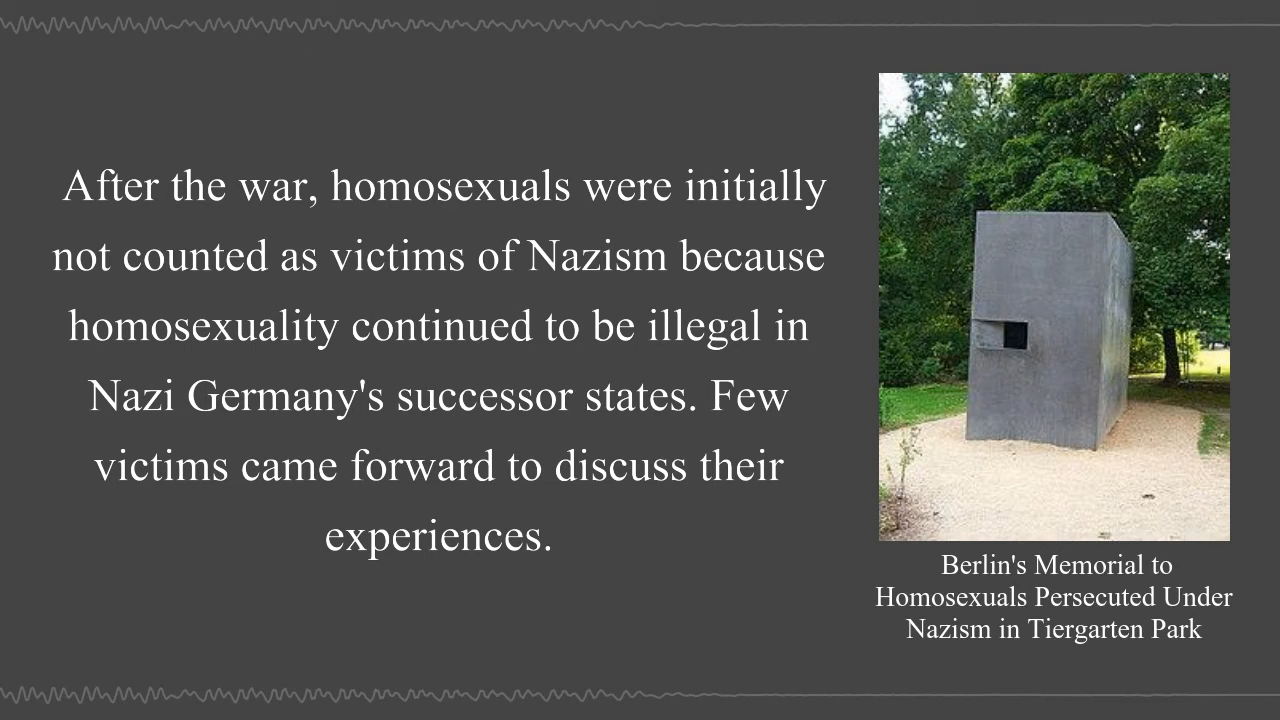 After the war, homosexuals were initially
not counted as victims of Nazism because
homosexuality continued to be illegal in
Nazi Germany's successor states. Few
victims came forward to discuss their
experiences.
Berlin's Memorial to
Homosexuals Persecuted Under
Nazism in Tiergarten Park